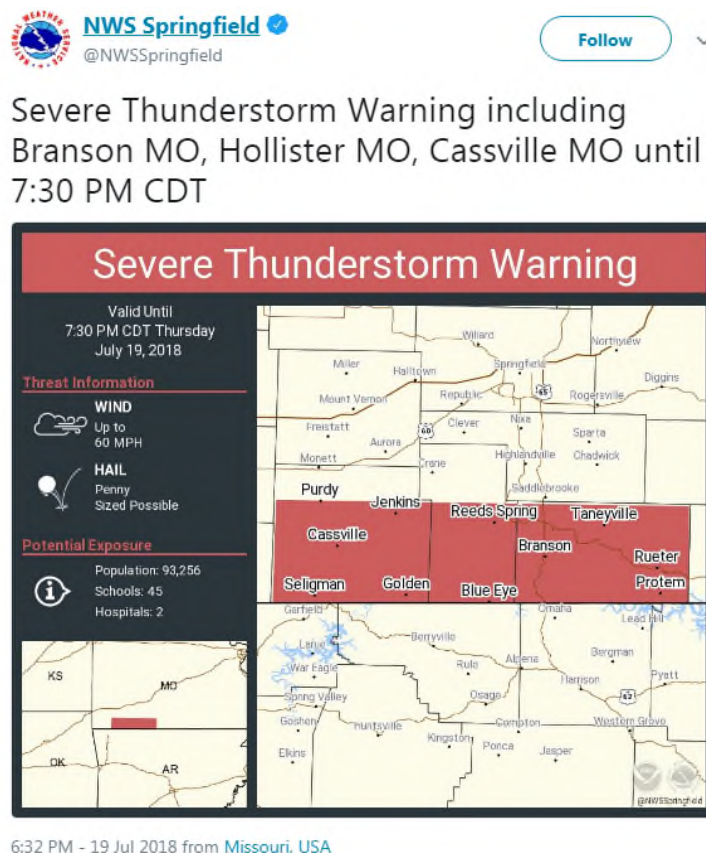 NWS Springfield
@NWSSpringfield
Follow
Severe Thunderstorm Warning including
Branson MO, Hollister MO, Cassville MO until
7:30 PM CDT
Severe Thunderstorm Warning
Valid Until
7:30 PM CDT Thursday
July 19, 2018
Threat Information
WIND
Up to
60 MPH
HAIL
Penny
Sized Possible
Potential Exposure
Population: 93,256
Schools: 45
Hospitals: 2
KS
MO
OK
AR
Willard
Northview
Miller
Halltown
Springfield
Diggins
Mount Vernon
Republic
65
Rogersville
Freistatt
60
Clever
Nixa
Sparta
Aurora
Monett
Crane
Highlandville
Chadwick
Purdy
Saddlebrooke
Jenkins
Reeds Spring
Taneyville
Cassville
Branson
Rueter
Seligman
Golden
Blue Eye
Protem
Garfield
Omaha
Lead Hill
Berryville
War Eagle
Rule
Alpena
Bergman
Harrison
Pyatt
Spring Valley
Osage
62
Goshen
Huntsville
Compton
Western Grove
Kingston
Elkins
Ponca
Jasper
@NWSSpringfield
6:32 PM - 19 Jul 2018 from Missouri, USA